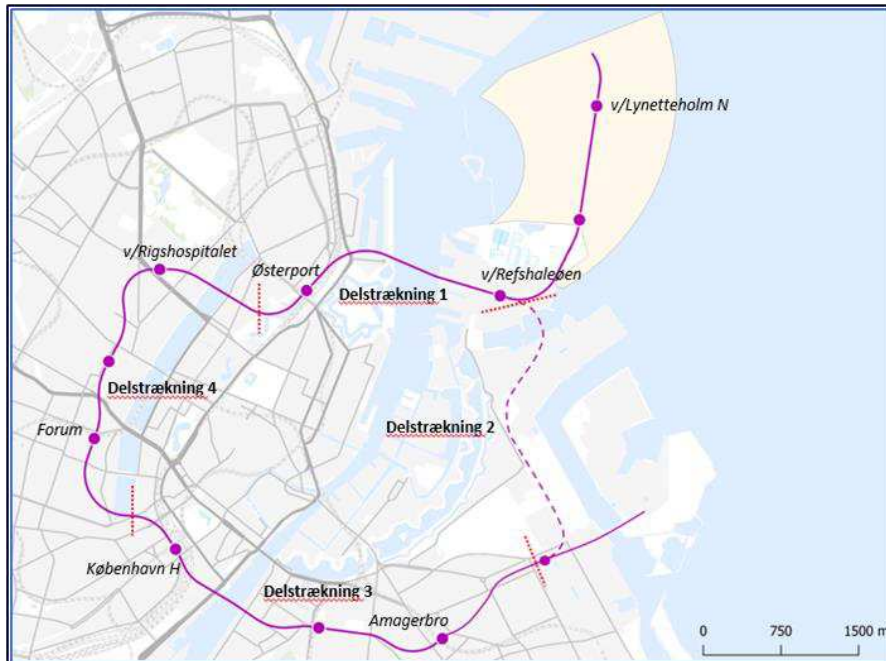 v/Lynetteholm N
v/Rigshospitalet
Østerport
v/Refshaleøen
Delstrækning 1
Delstrækning 4
Forum
Delstrækning 2
København H
Delstrækning 3
Amagerbro
0 750 1500 m